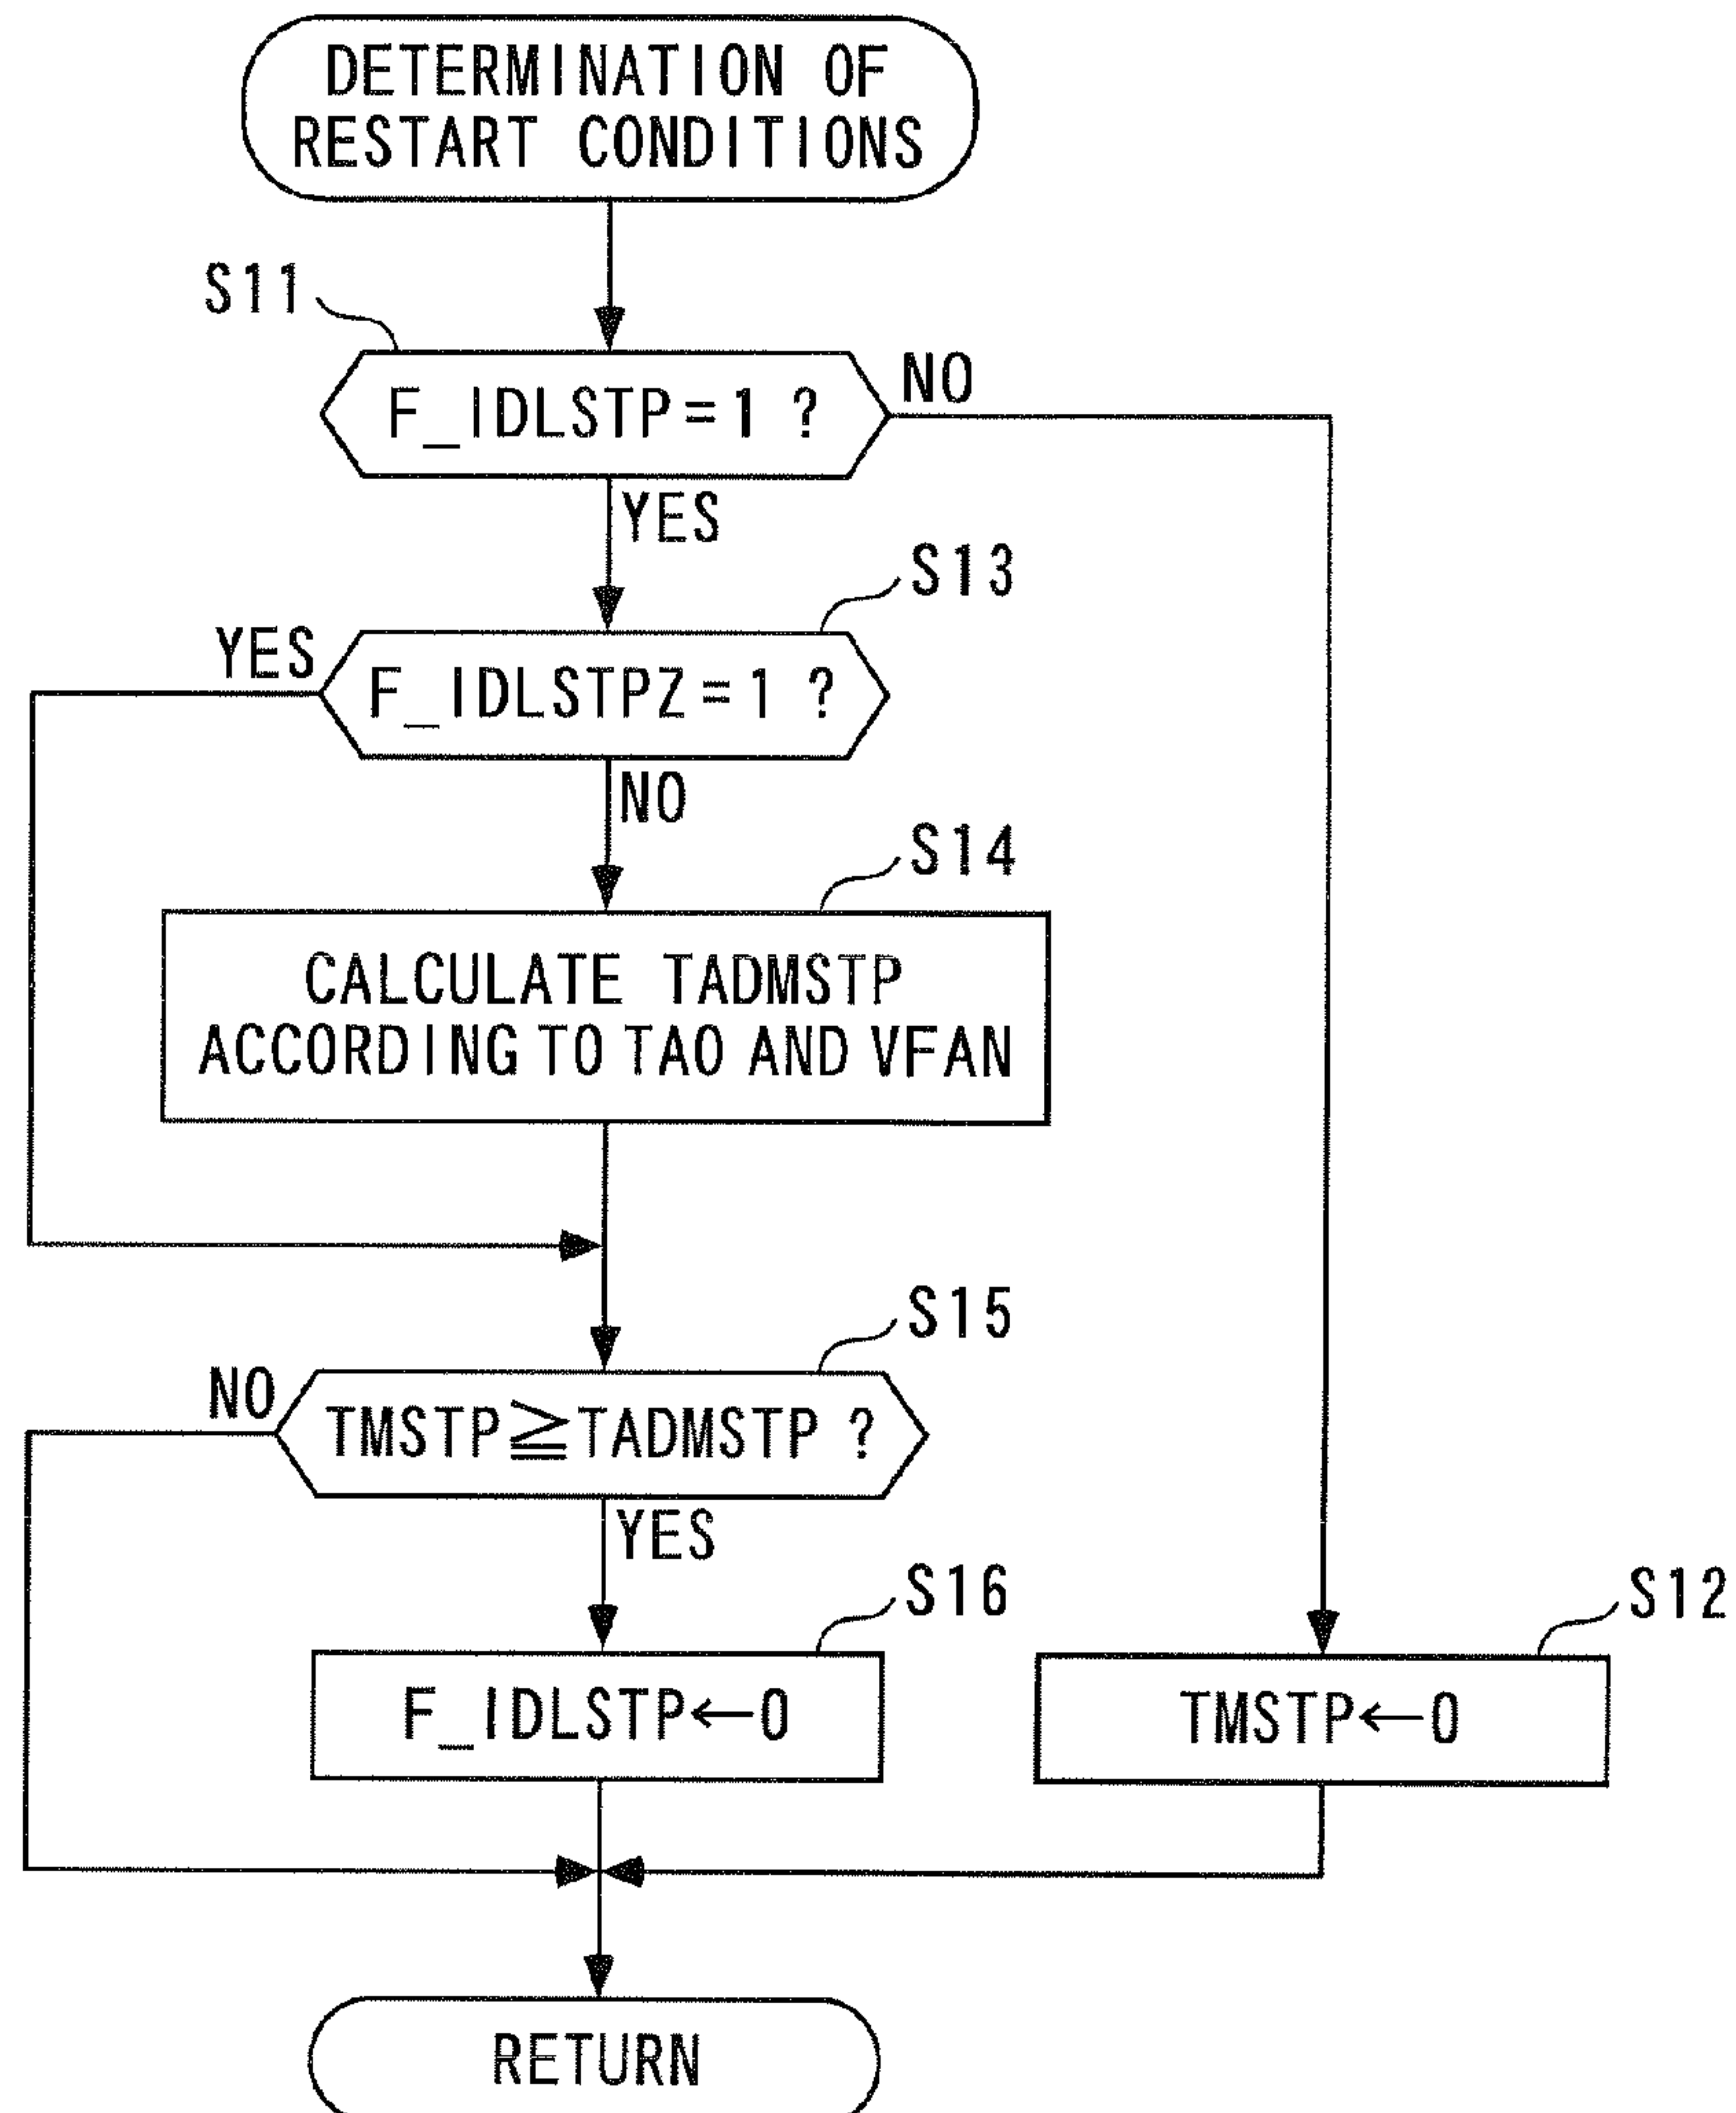 DETERMINATION OF
RESTART CONDITIONS
S11
F_IDLSTP=1 ?
NO
YES
S13
YES
F_IDLSTPZ=1 ?
NO
S14
CALCULATE TADMSTP
ACCORDING TO TAO AND VFAN
S15
NO
TMSTP≧TADMSTP ?
YES
S16
S12
F_IDLSTP←0
TMSTP←0
RETURN